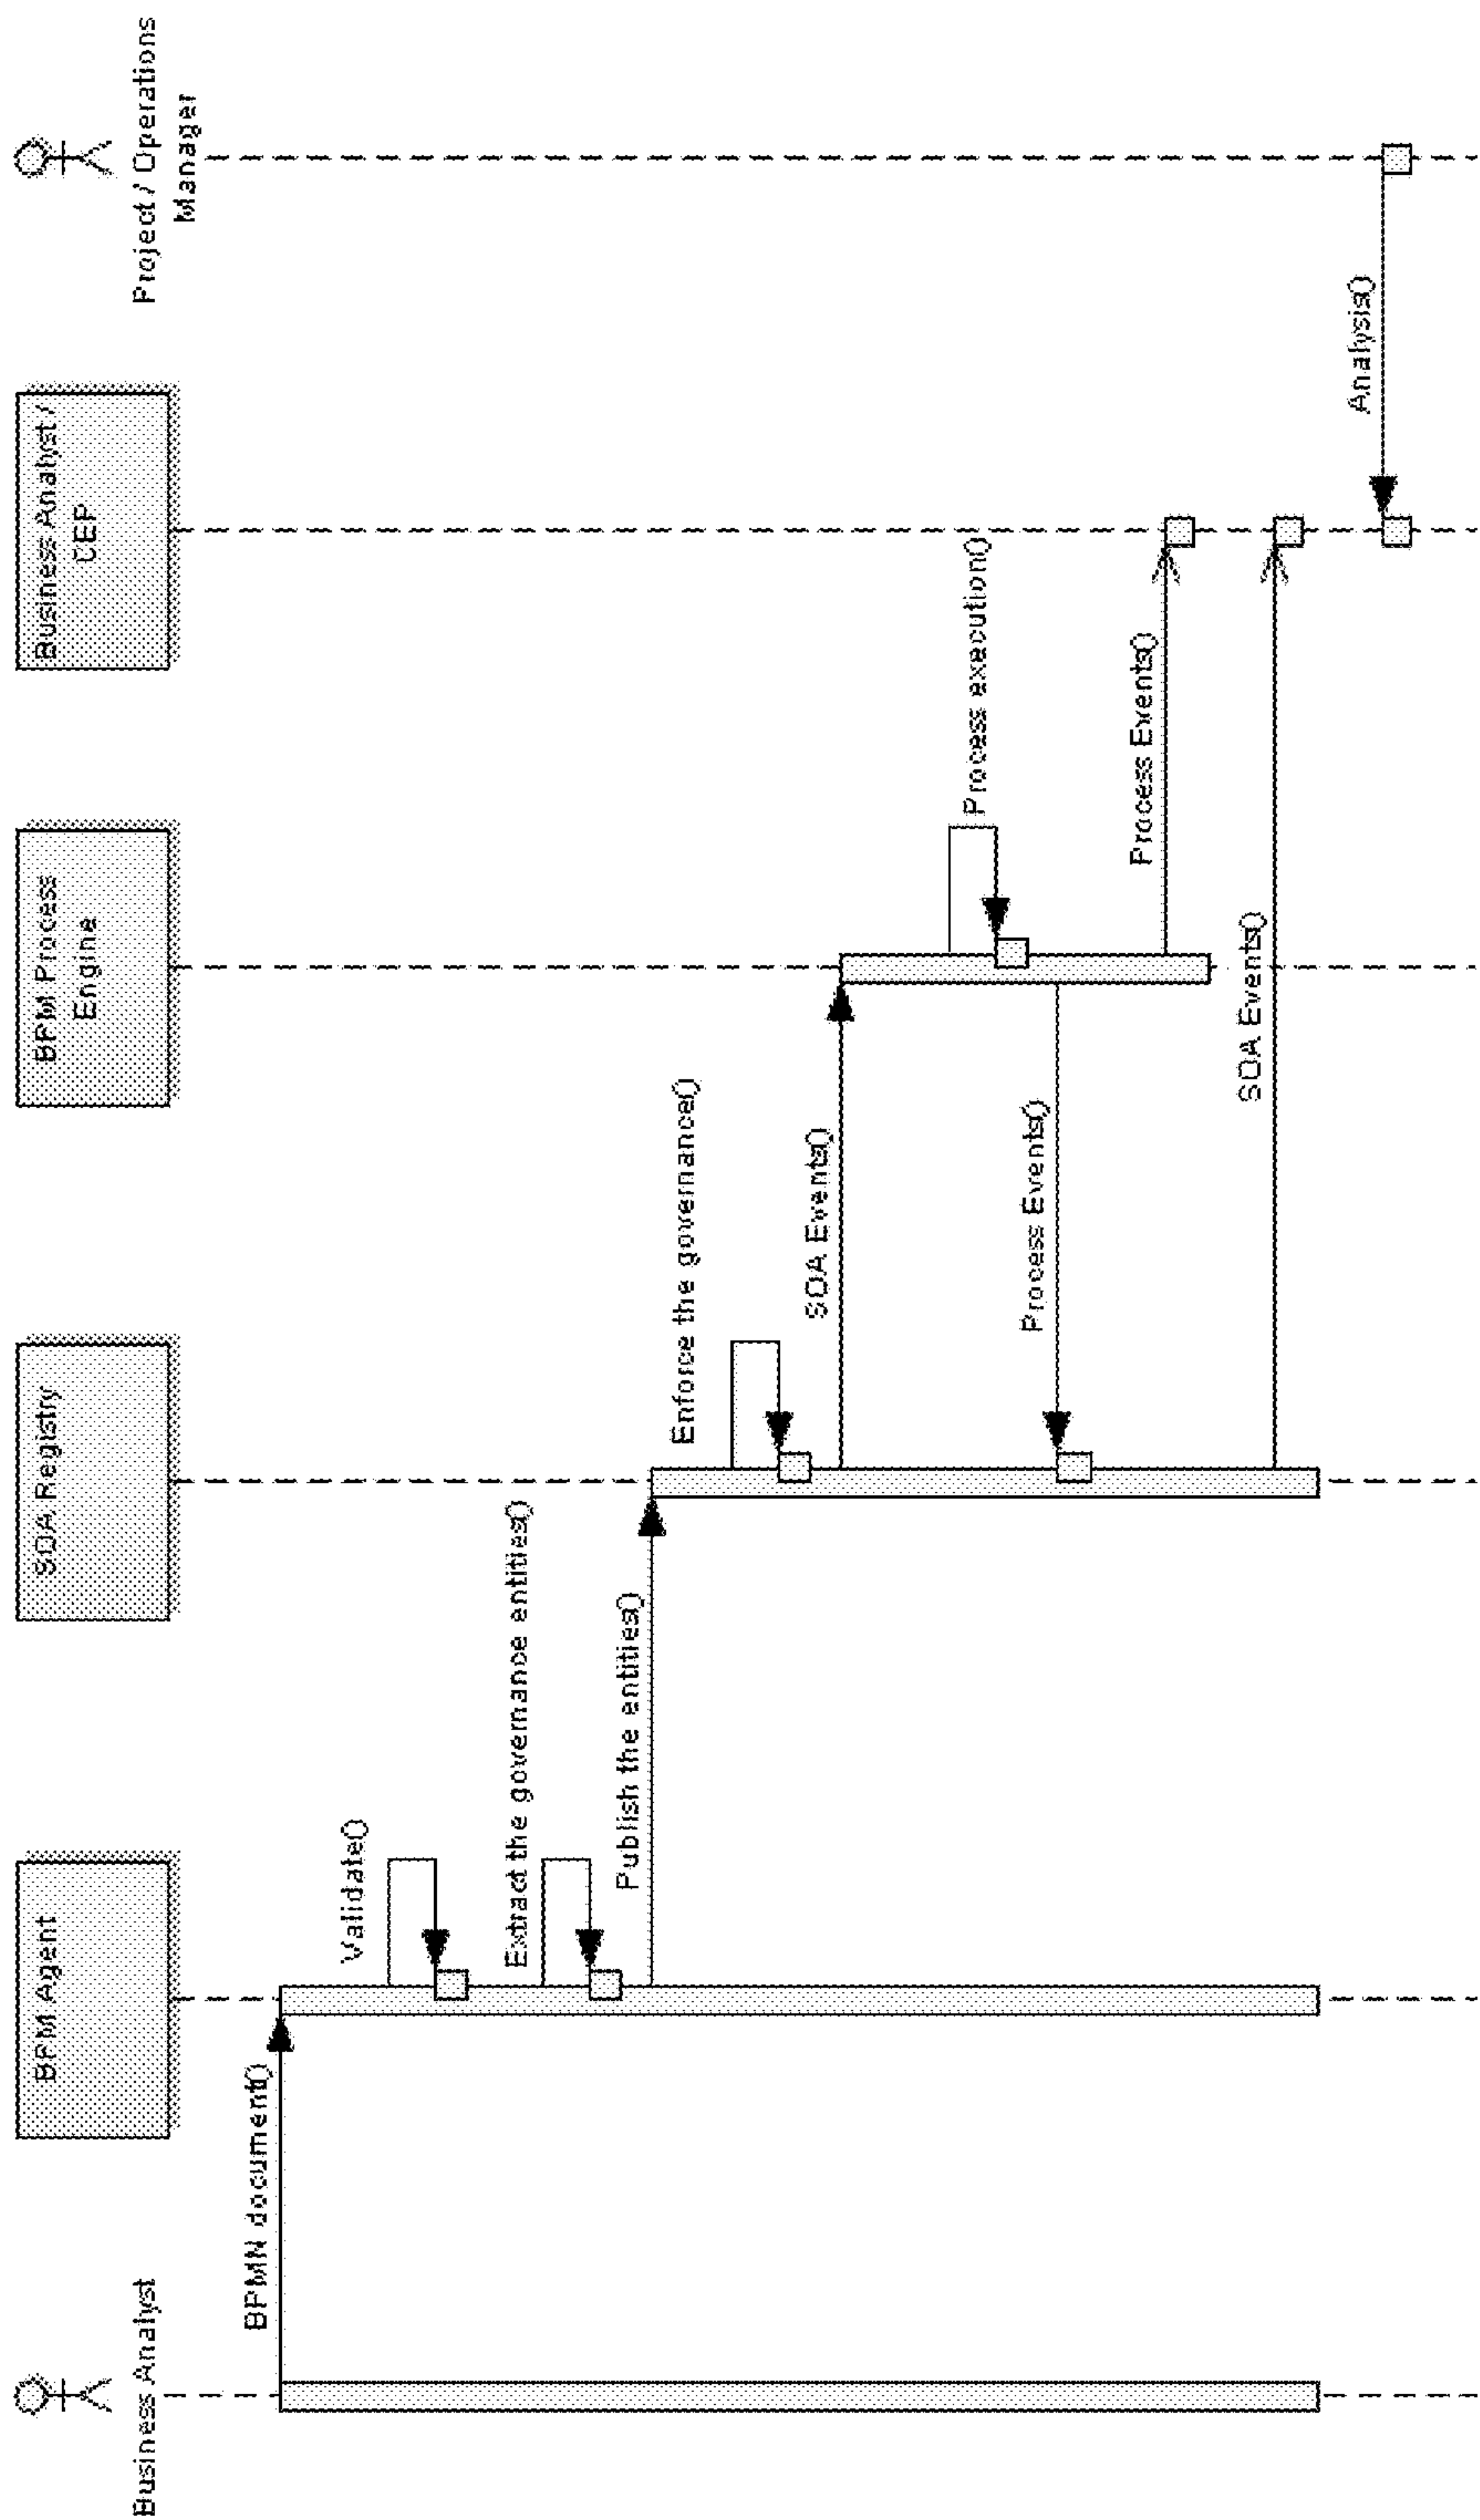 Business Analyst
BPM Agent
SOA Registry
BPM Process
Engine
Business Analyst /
CEP
Project / Operations
Manager
BPMN document()
Validate()
Extract the governance entities()
Publish the entities()
Enforce the governance()
SOA Events()
Process execution()
Process Events()
Process Events()
SOA Events()
Analysis()